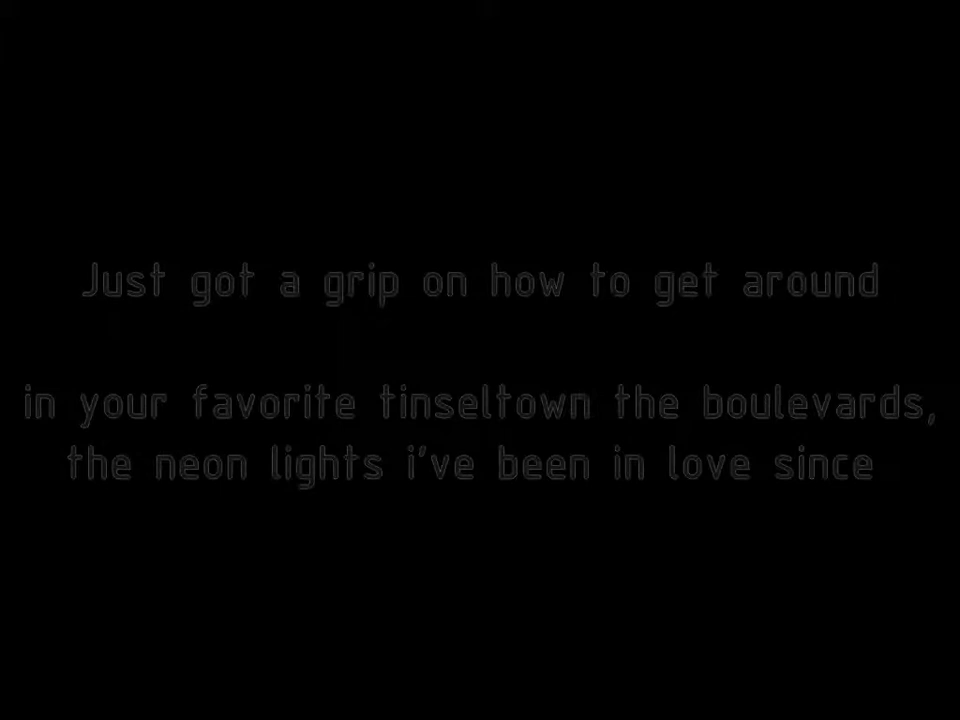 Just got a grip on how to get around
in your favorite tinseltown the boulevards,
the neon lights i've been in love since